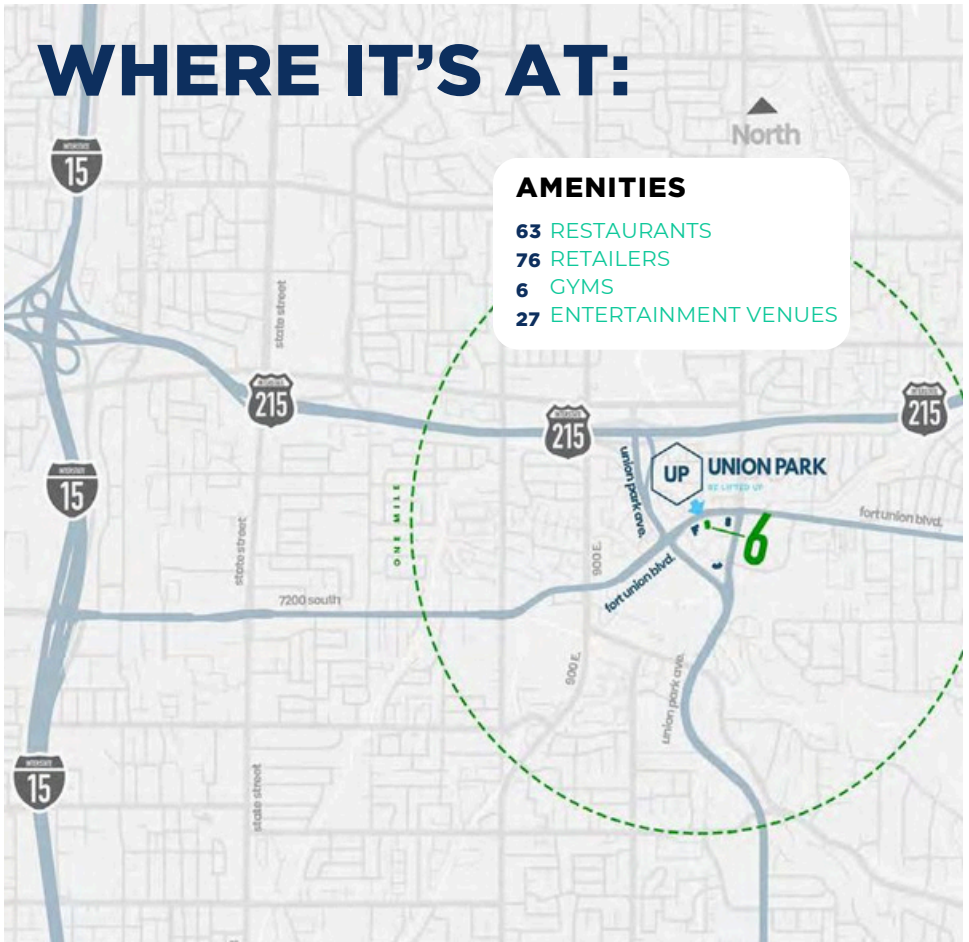 WHERE IT'S AT:
North
INTERSTATE
15
AMENITIES
63 RESTAURANTS
76 RETAILERS
6 GYMS
27 ENTERTAINMENT VENUES
state street
INTERSTATE
215
INTERSTATE
215
INTERSTATE
215
INTERSTATE
15
union park ave.
UP
UNION PARK
BE LIFTED UP
ONE MILE
state street
900 E.
fort union blvd.
6
fort union blvd.
7200 south
900 E.
union park ave.
INTERSTATE
15
state street